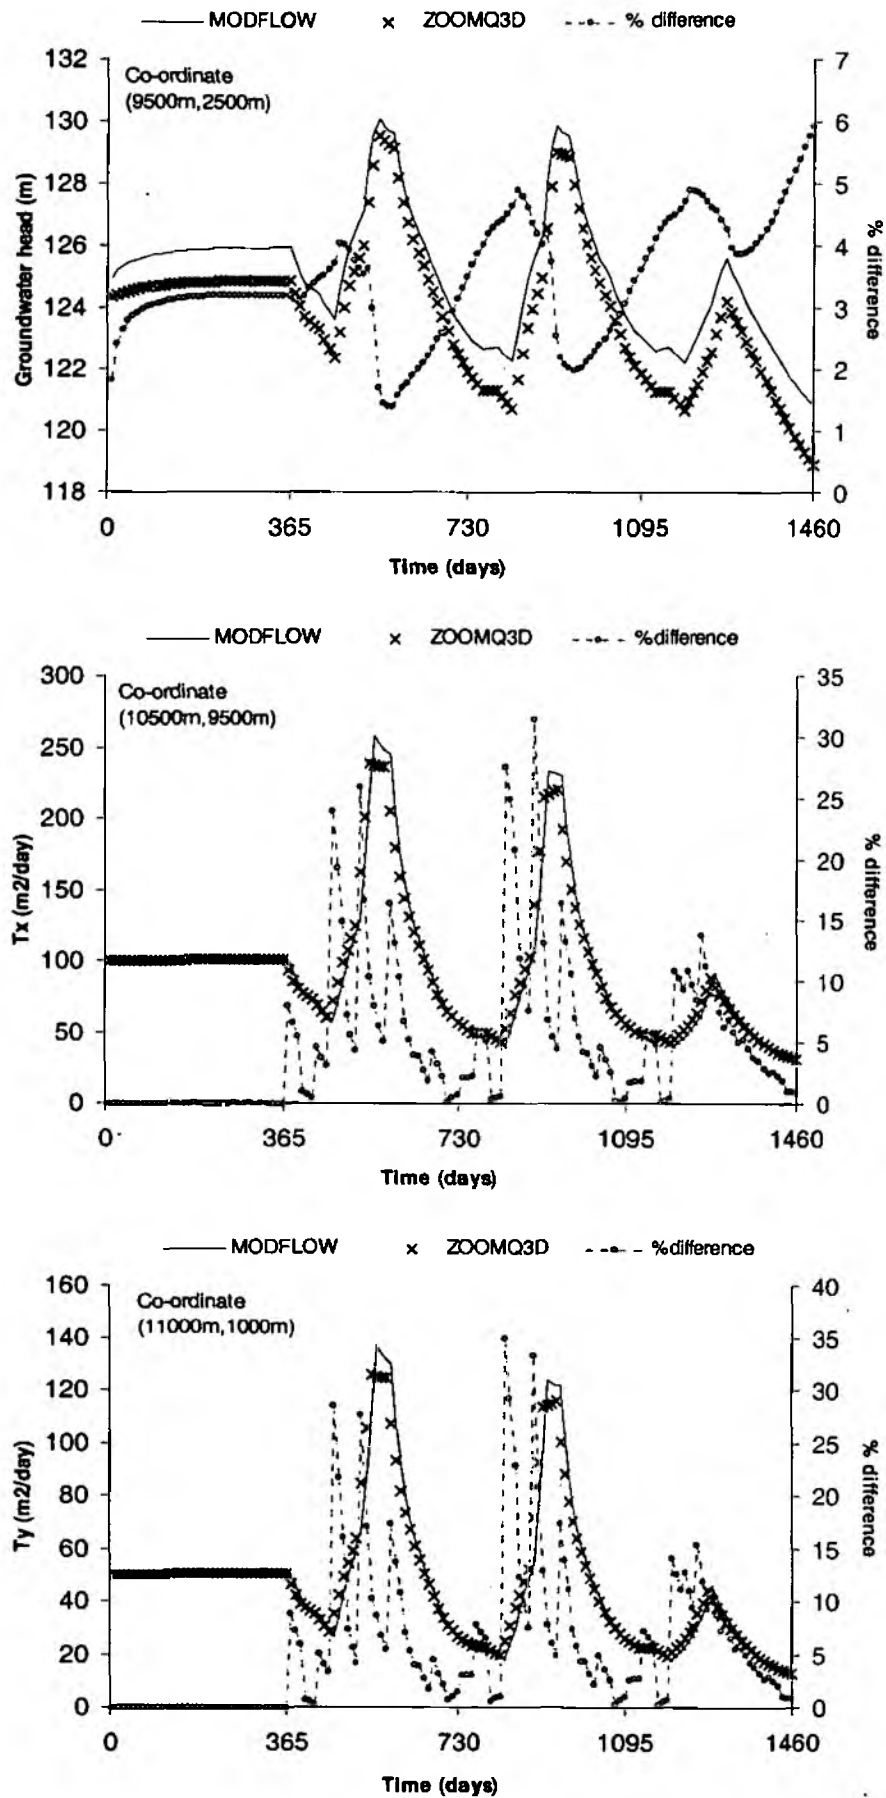 MODFLOW ZOOMQ3D % difference
132
130
128
126
124
122
120
118
Groundwater head (m)
Co-ordinate
(9500m,2500m)
7
6
5
4
3
2
1
0
% difference
0 365 730 1095 1460
Time (days)
MODFLOW ZOOMQ3D %difference
300
250
200
150
100
50
0
Tx (m2/day)
Co-ordinate
(10500m,9500m)
35
30
25
20
15
10
5
0
% difference
0 365 730 1095 1460
Time (days)
MODFLOW ZOOMQ3D %difference
160
140
120
100
80
60
40
20
0
Ty (m2/day)
Co-ordinate
(11000m,1000m)
40
35
30
25
20
15
10
5
0
% difference
0 365 730 1095 1460
Time (days)